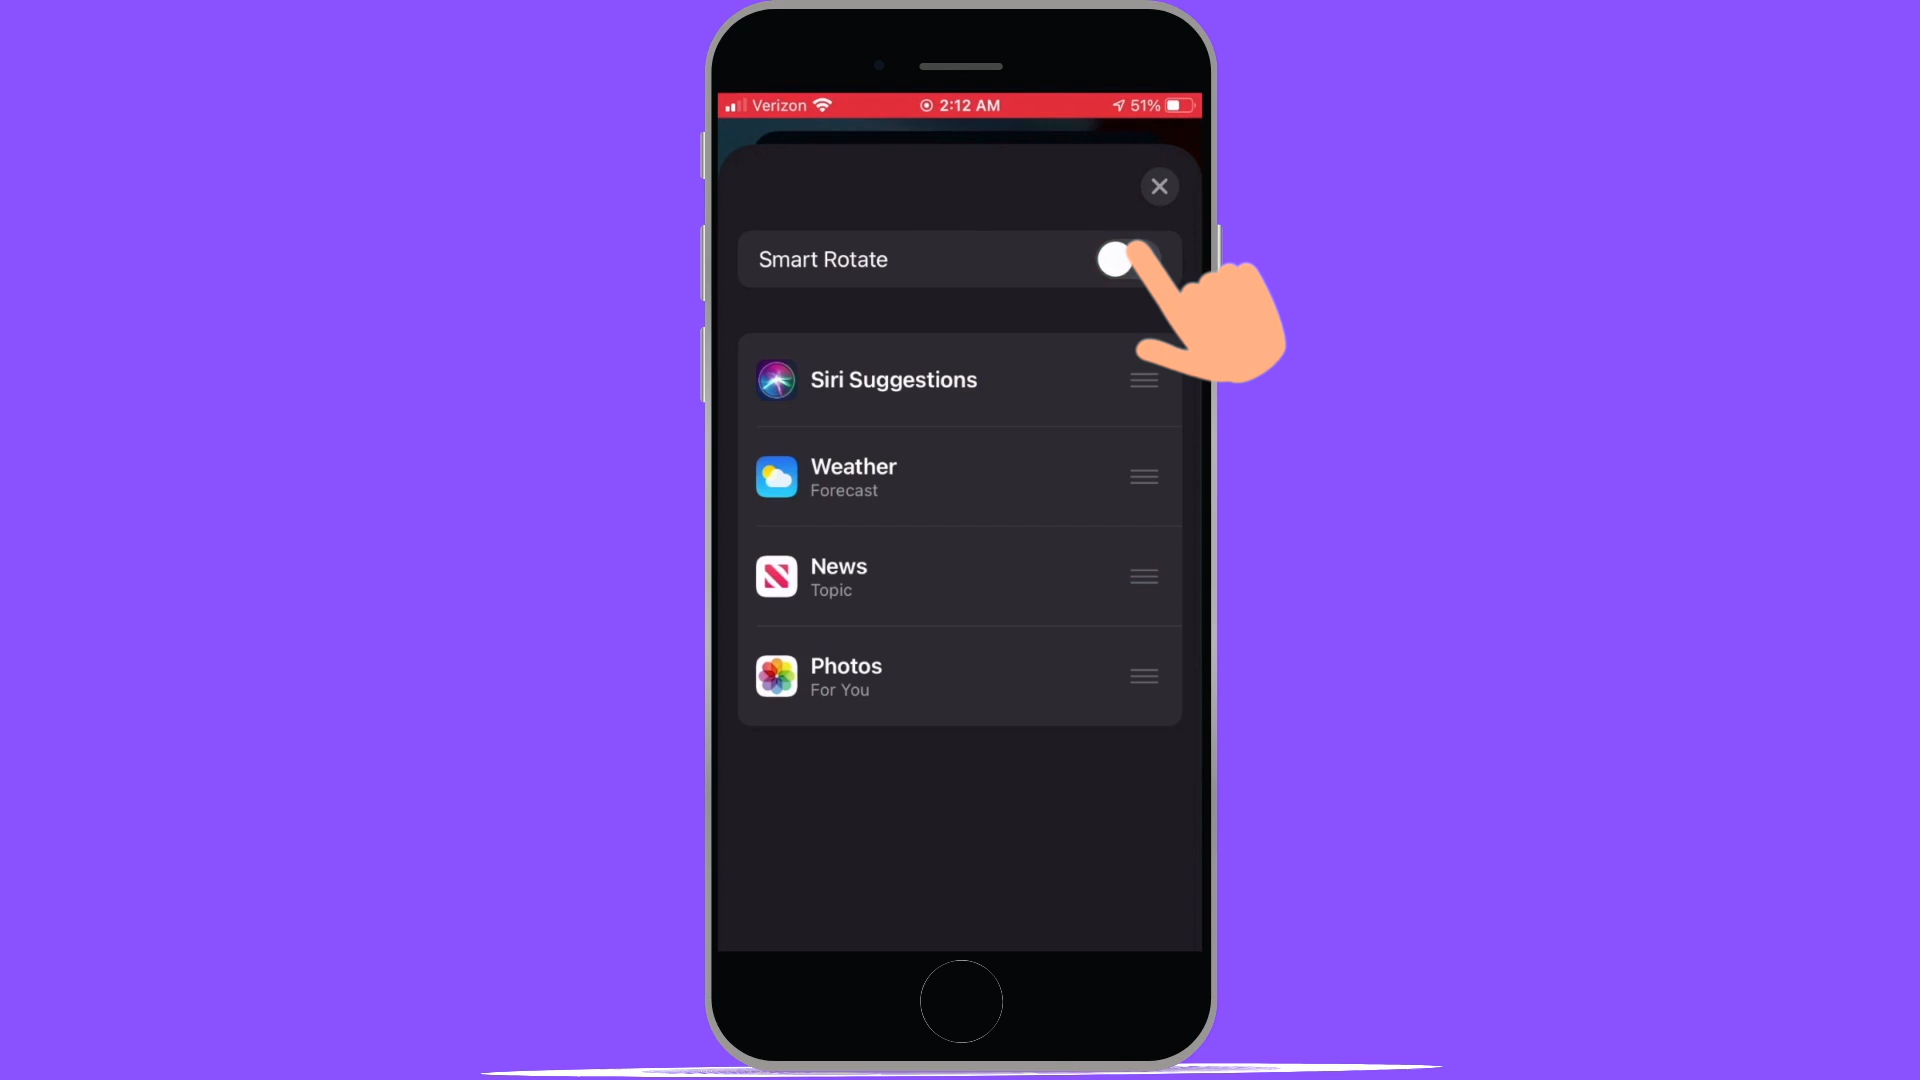 Verizon 2:12 AM 51%
Smart Rotate
Siri Suggestions
Weather
Forecast
News
Topic
Photos
For You